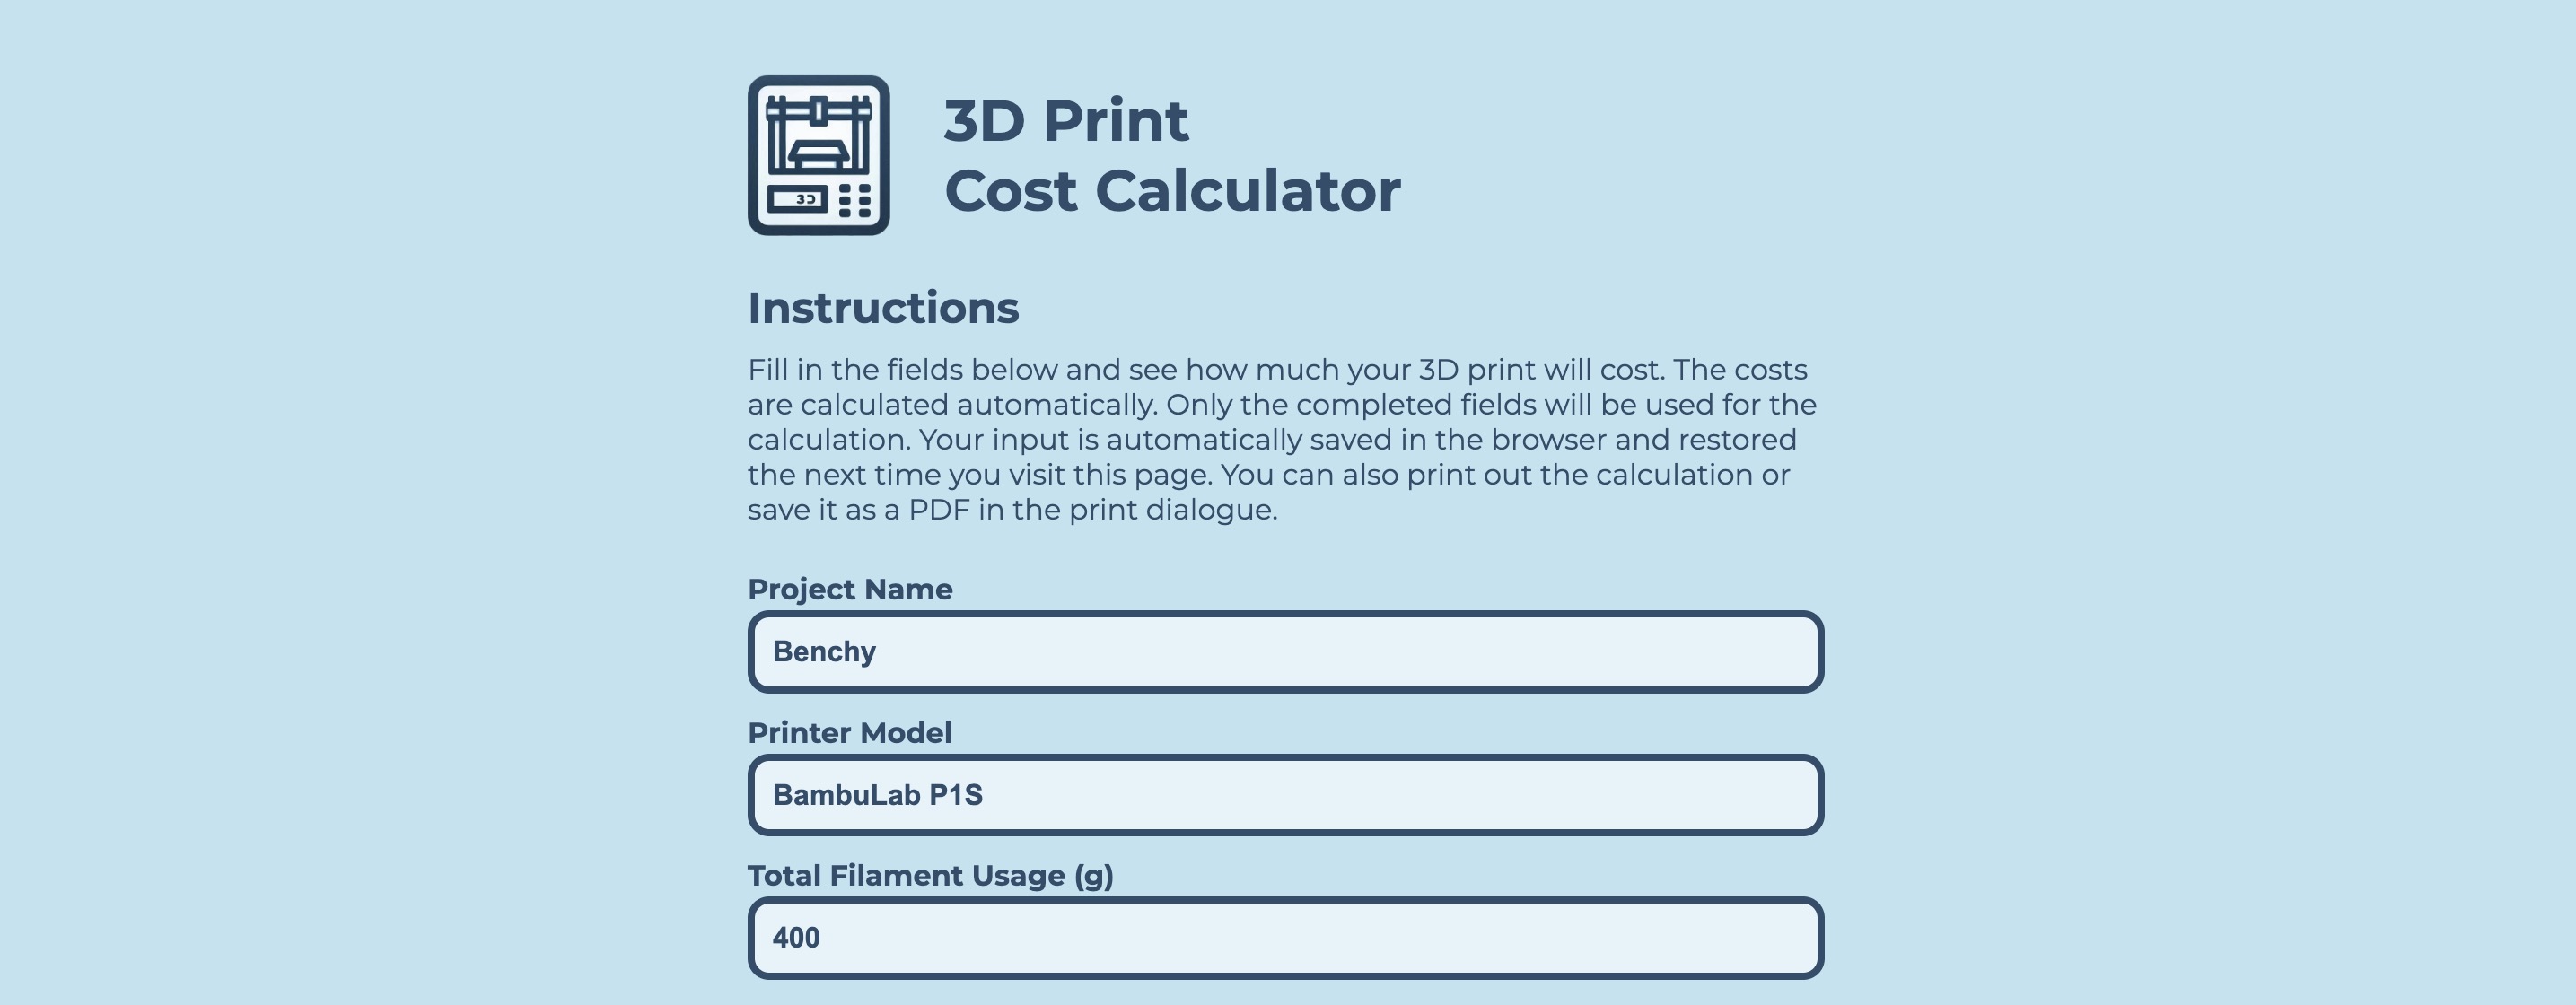 3D
3D Print
Cost Calculator
Instructions
Fill in the fields below and see how much your 3D print will cost. The costs
are calculated automatically. Only the completed fields will be used for the
calculation. Your input is automatically saved in the browser and restored
the next time you visit this page. You can also print out the calculation or
save it as a PDF in the print dialogue.
Project Name
Benchy
Printer Model
BambuLab P1S
Total Filament Usage (g)
400